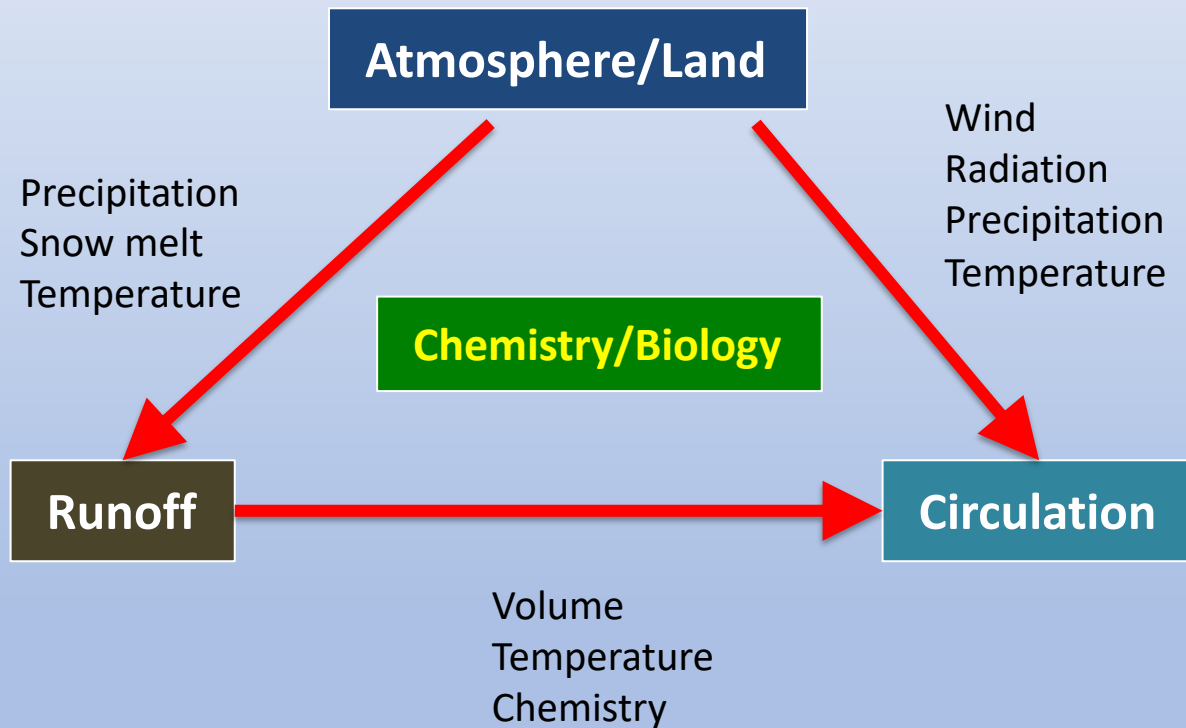 Atmosphere/Land
Precipitation
Snow melt
Temperature
Wind
Radiation
Precipitation
Temperature
Chemistry/Biology
Runoff
Circulation
Volume
Temperature
Chemistry